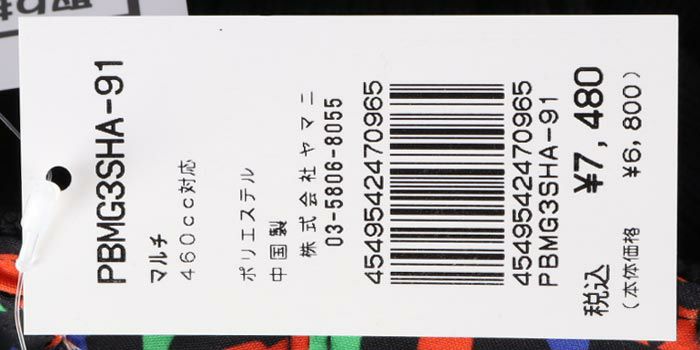 PBMG3SHA-91
マルチ
460cc対応
ポリエステル
中国製
株式会社ヤマニ
03-5806-8055
4549542470965
4549542470965
PBMG3SHA-91
税込 ¥7,480
(本体価格 ¥6,800)